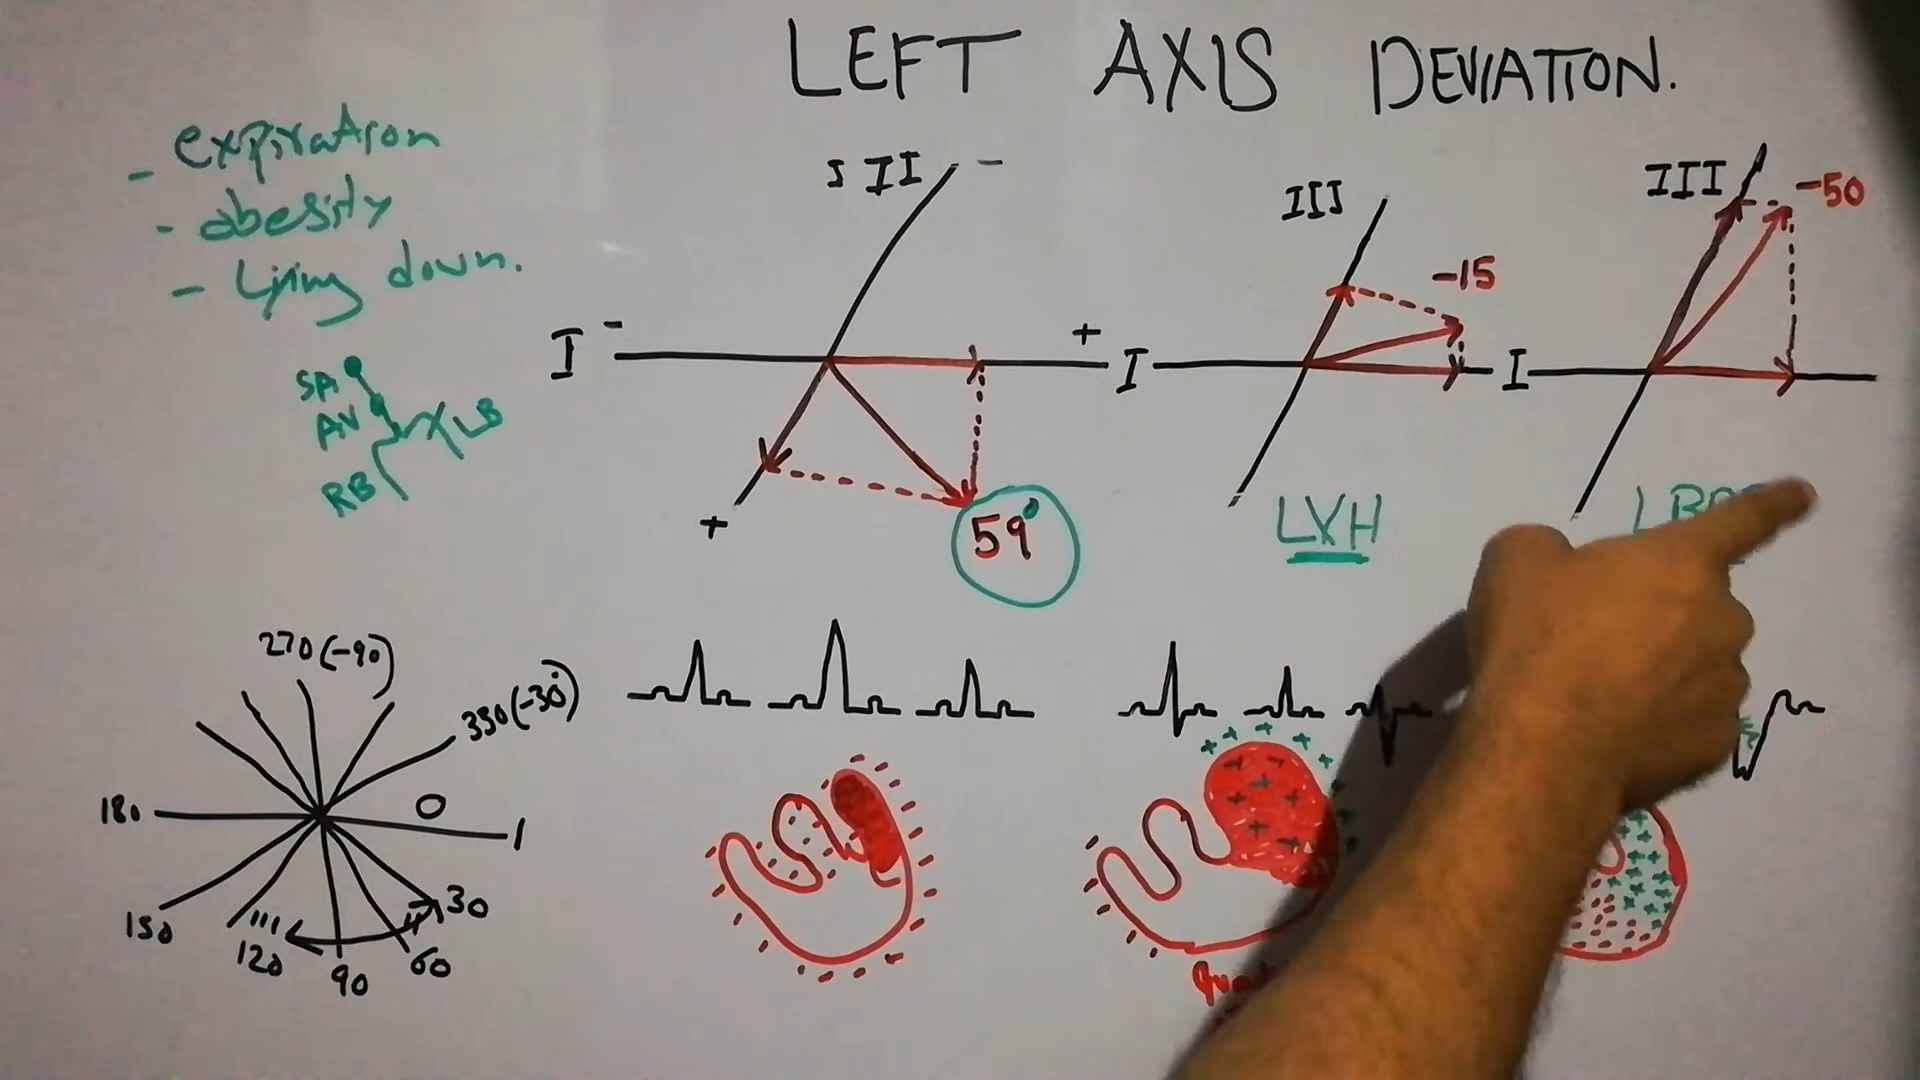 LEFT AXIS DEVIATION.
- expiration
- obesity
- Lying down.
SA
AV
LB
RB
III -
I - +
+
59°
III
-15
I
LVH
III
-50
I
270 (-90)
330 (-30°)
180
0
I
150
III
120
90
60
30